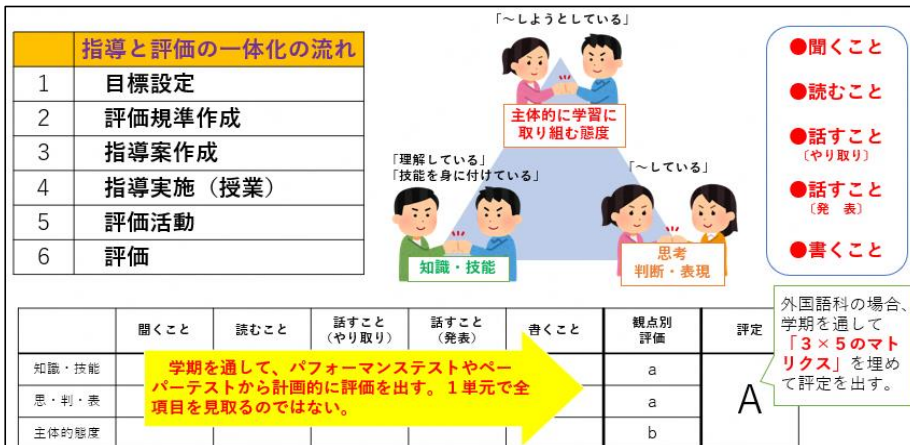 指導と評価の一体化の流れ
1 目標設定
2 評価規準作成
3 指導案作成
4 指導実施（授業）
5 評価活動
6 評価
「～しようとしている」
主体的に学習に
取り組む態度
「理解している」
「技能を身に付けている」
知識・技能
「～している」
思考
判断・表現
●聞くこと
●読むこと
●話すこと
〔やり取り〕
●話すこと
〔発　表〕
●書くこと
聞くこと 読むこと 話すこと（やり取り） 話すこと（発表） 書くこと 観点別評価 評定
知識・技能 a
思・判・表 a A
主体的態度 b
学期を通して、パフォーマンステストやペー
パーテストから計画的に評価を出す。１単元で全
項目を見取るのではない。
外国語科の場合、
学期を通して
「３×５のマト
リクス」を埋め
て評定を出す。